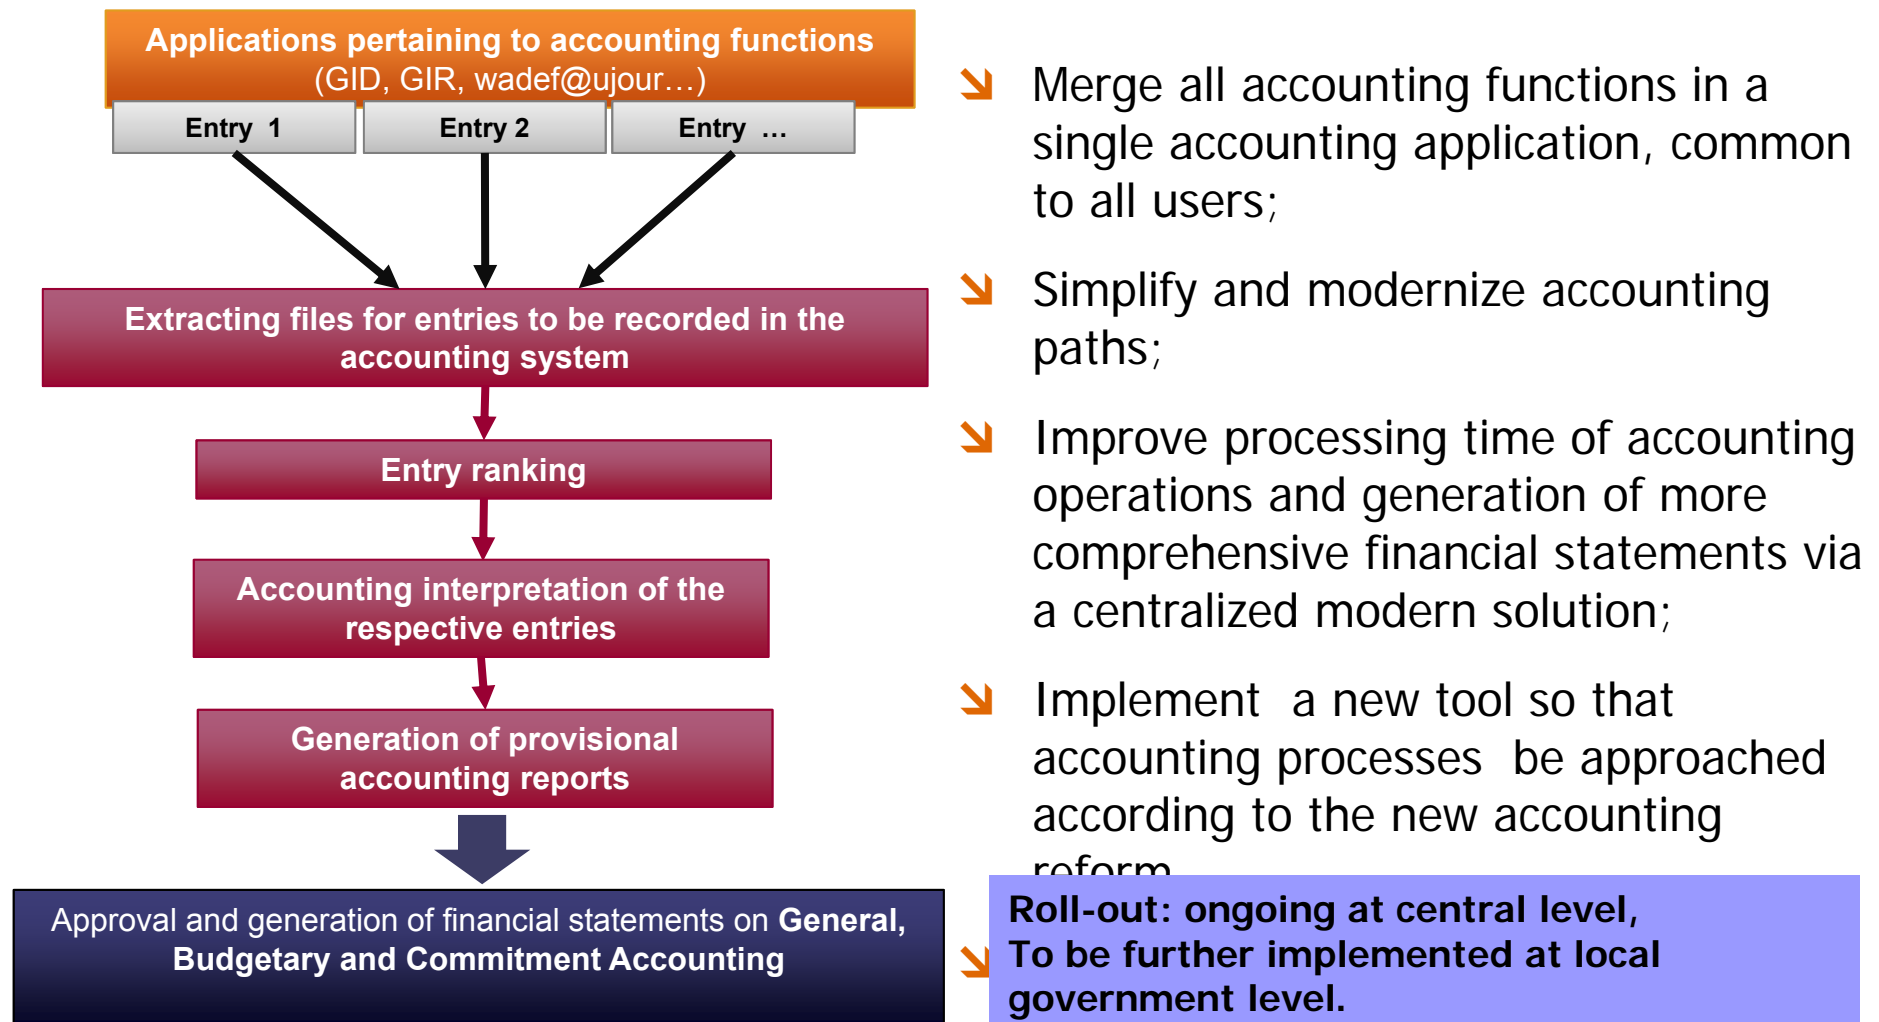 Applications pertaining to accounting functions
(GID, GIR, wadef@ujour…)
Entry 1
Entry 2
Entry …
Extracting files for entries to be recorded in the
accounting system
Entry ranking
Accounting interpretation of the
respective entries
Generation of provisional
accounting reports
Approval and generation of financial statements on General,
Budgetary and Commitment Accounting
Merge all accounting functions in a
single accounting application, common
to all users;
Simplify and modernize accounting
paths;
Improve processing time of accounting
operations and generation of more
comprehensive financial statements via
a centralized modern solution;
Implement a new tool so that
accounting processes be approached
according to the new accounting
reform
Roll-out: ongoing at central level,
To be further implemented at local
government level.